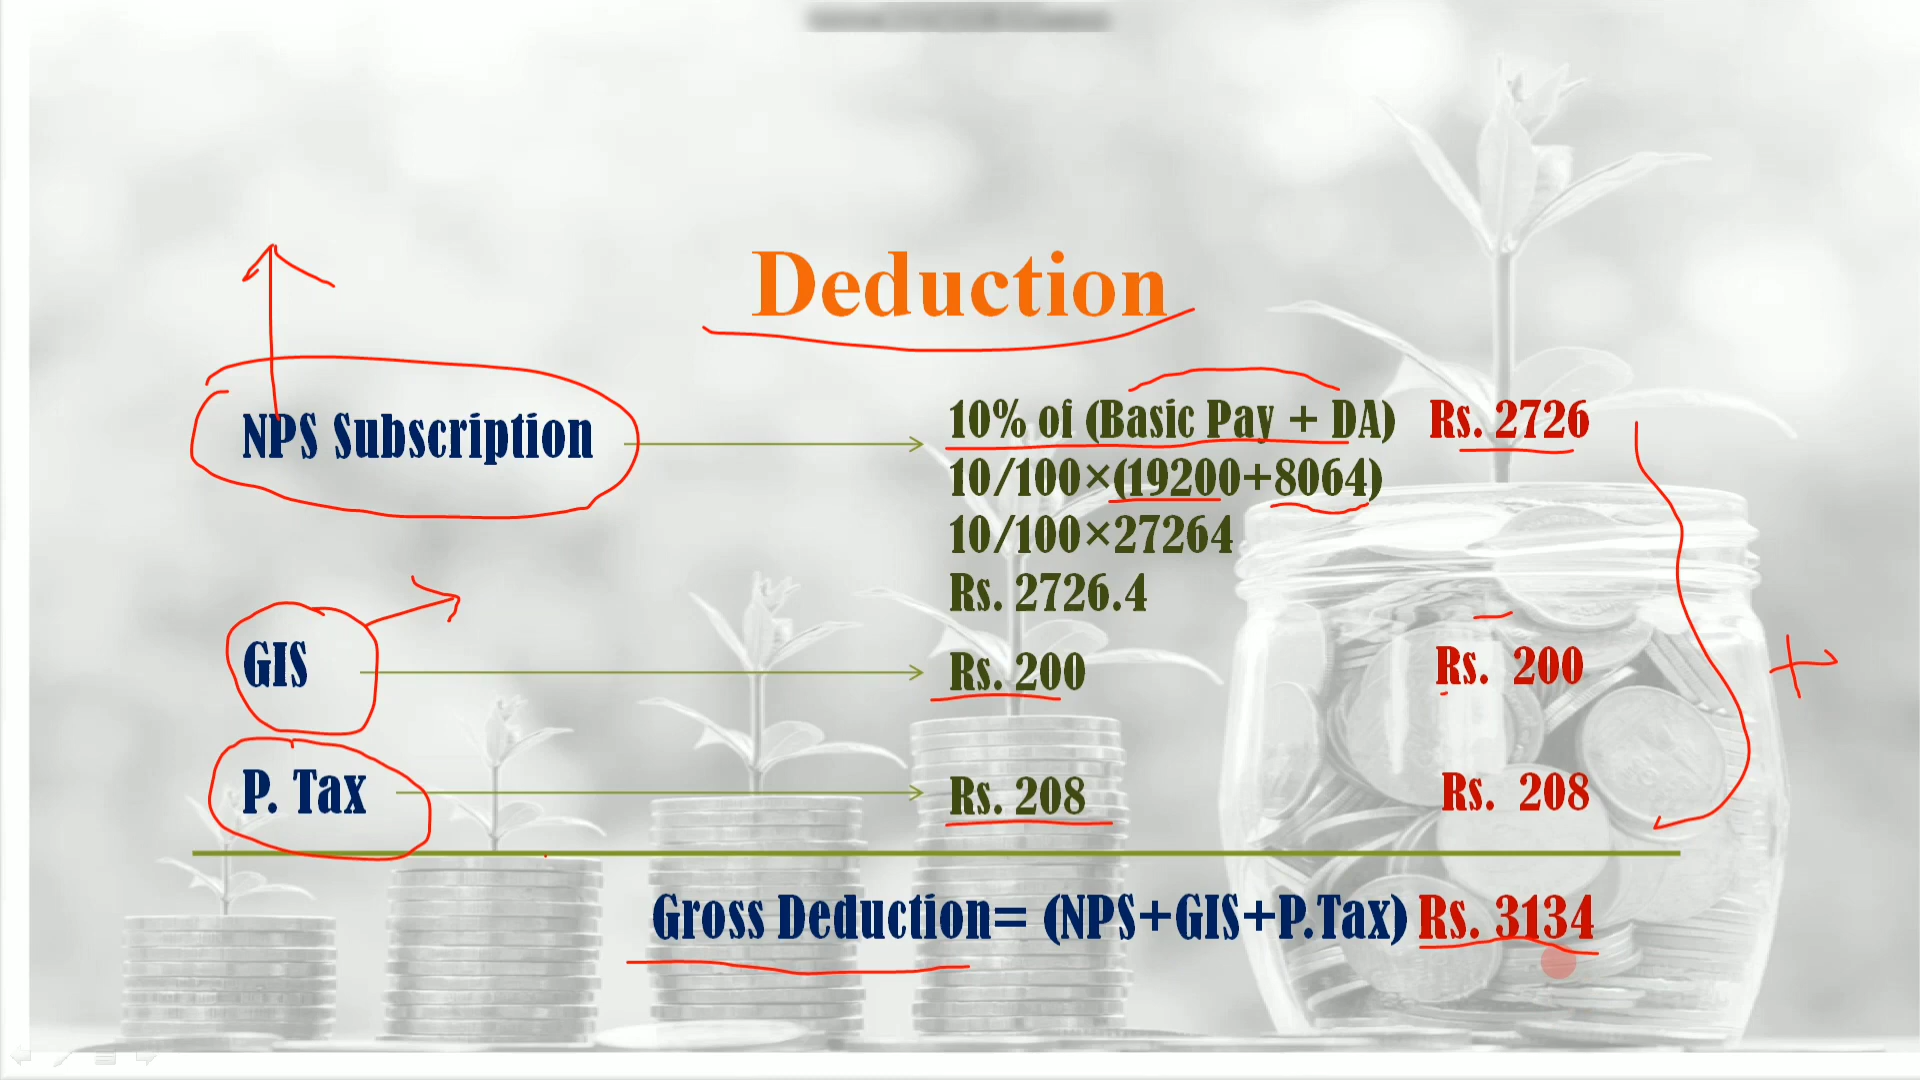 Deduction
NPS Subscription
10% of (Basic Pay + DA) Rs. 2726
10/100×(19200+8064)
10/100×27264
Rs. 2726.4
GIS Rs. 200 Rs. 200
P. Tax Rs. 208 Rs. 208
Gross Deduction= (NPS+GIS+P.Tax) Rs. 3134
+